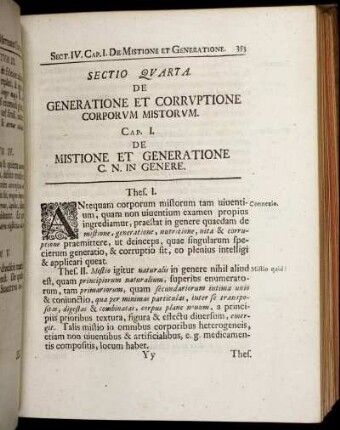 SECT. IV. CAP. I. DE MISTIONE ET GENERATIONE. 353
SECTIO QVARTA.
DE
GENERATIONE ET CORRVPTIONE
CORPORVM MISTORVM.
CAP. I.
DE
MISTIONE ET GENERATIONE
C. N. IN GENERE.
Thes. I.
ANtequam corporum mistorum tam uiuenti- Connexio.
um, quam non uiuentium examen propius
ingrediamur, praestat in genere quaedam de
mistione, generatione, nutritione, uita & corru-
ptione praemittere, ut deinceps, quae singularum spe-
cierum generatio, & corruptio sit, eo plenius intelligi
& applicari queat.
Thes. II. Mistio igitur naturalis in genere nihil aliud Mistio quid?
est, quam principiorum naturalium, superius enumerato-
rum, tam primariorum, quam secundariorum intima unio
& coniunctio, qua per minimas particulas, inter se transpo-
sitas, digestas & combinatas, corpus plane nouum, a princi-
piis prioribus textura, figura & effectu diuersum, emer-
git. Talis mistio in omnibus corporibus heterogeneis,
etiam non uiuentibus & artificialibus, e. g. medicamen-
tis compositis, locum habet.
Yy Thes.